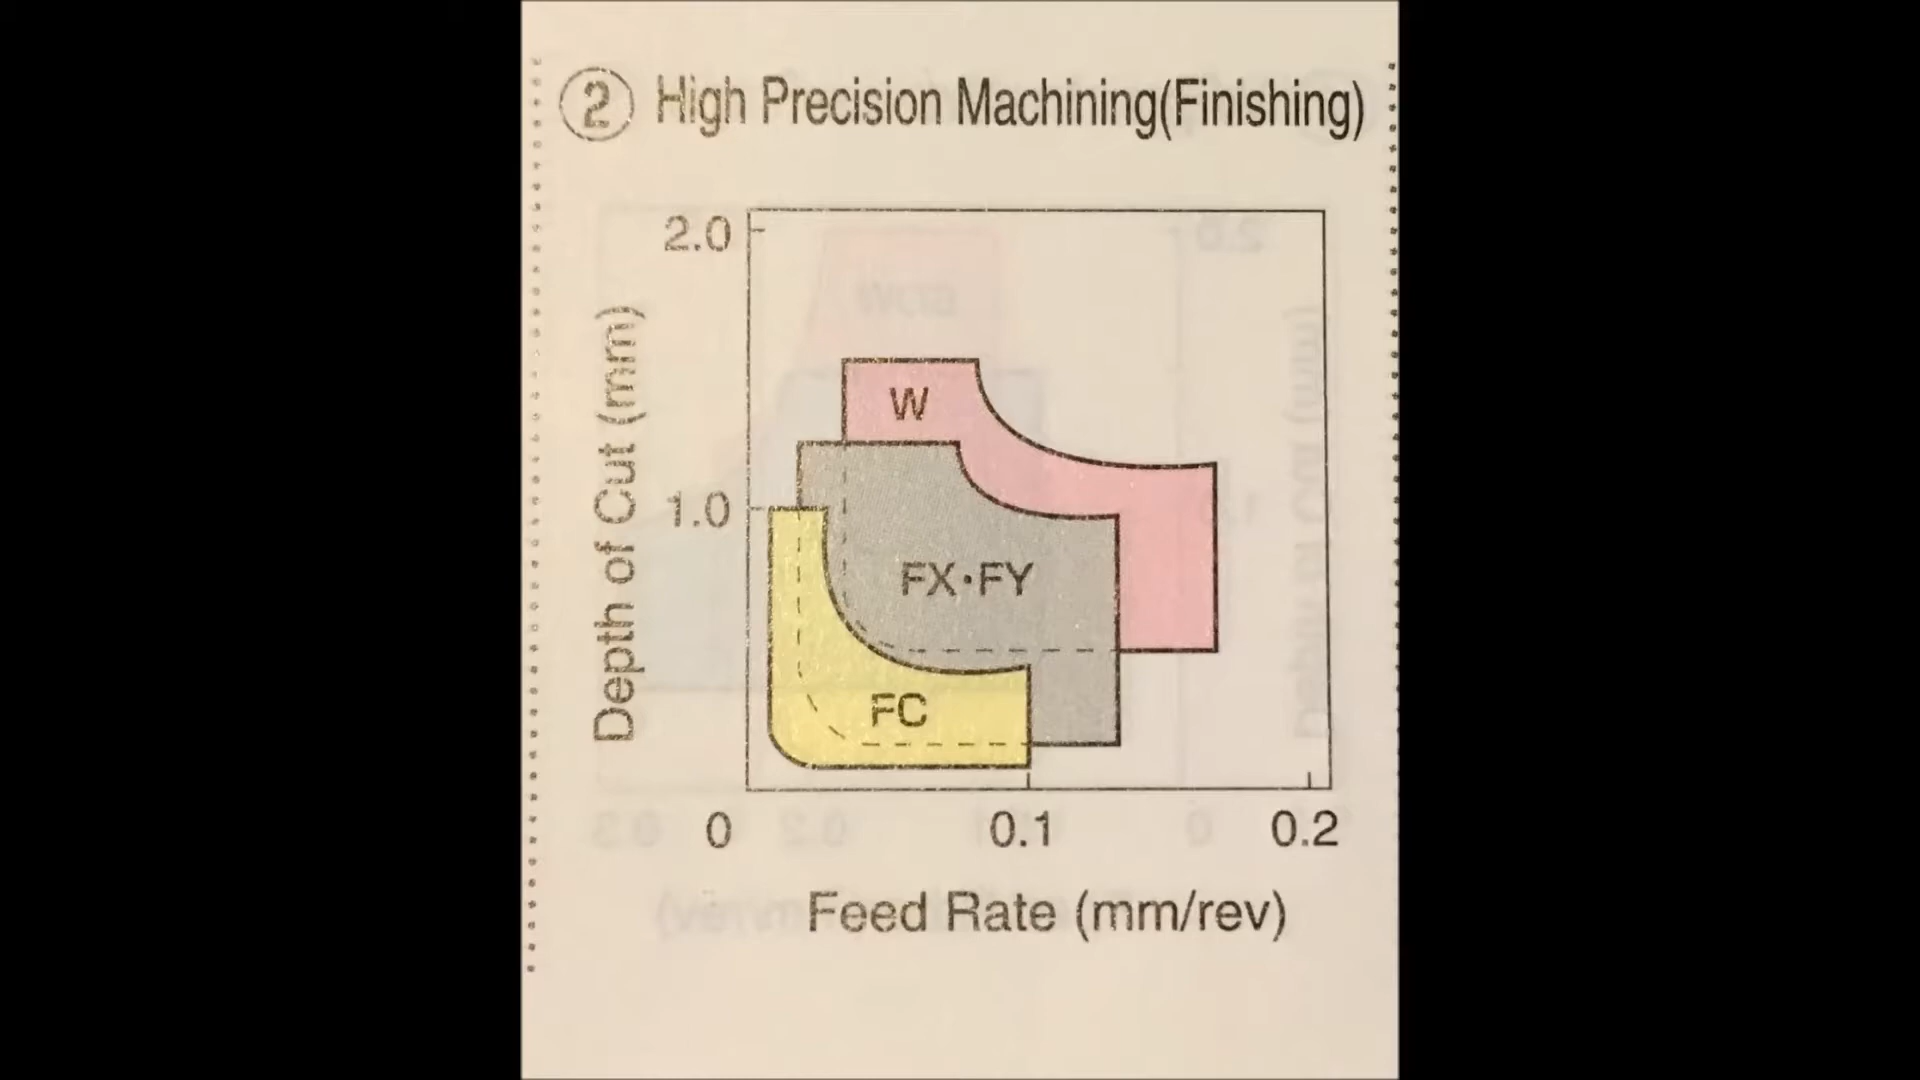 ② High Precision Machining(Finishing)
2.0
1.0
0
0.1
0.2
Depth of Cut (mm)
W
FX·FY
FC
Feed Rate (mm/rev)